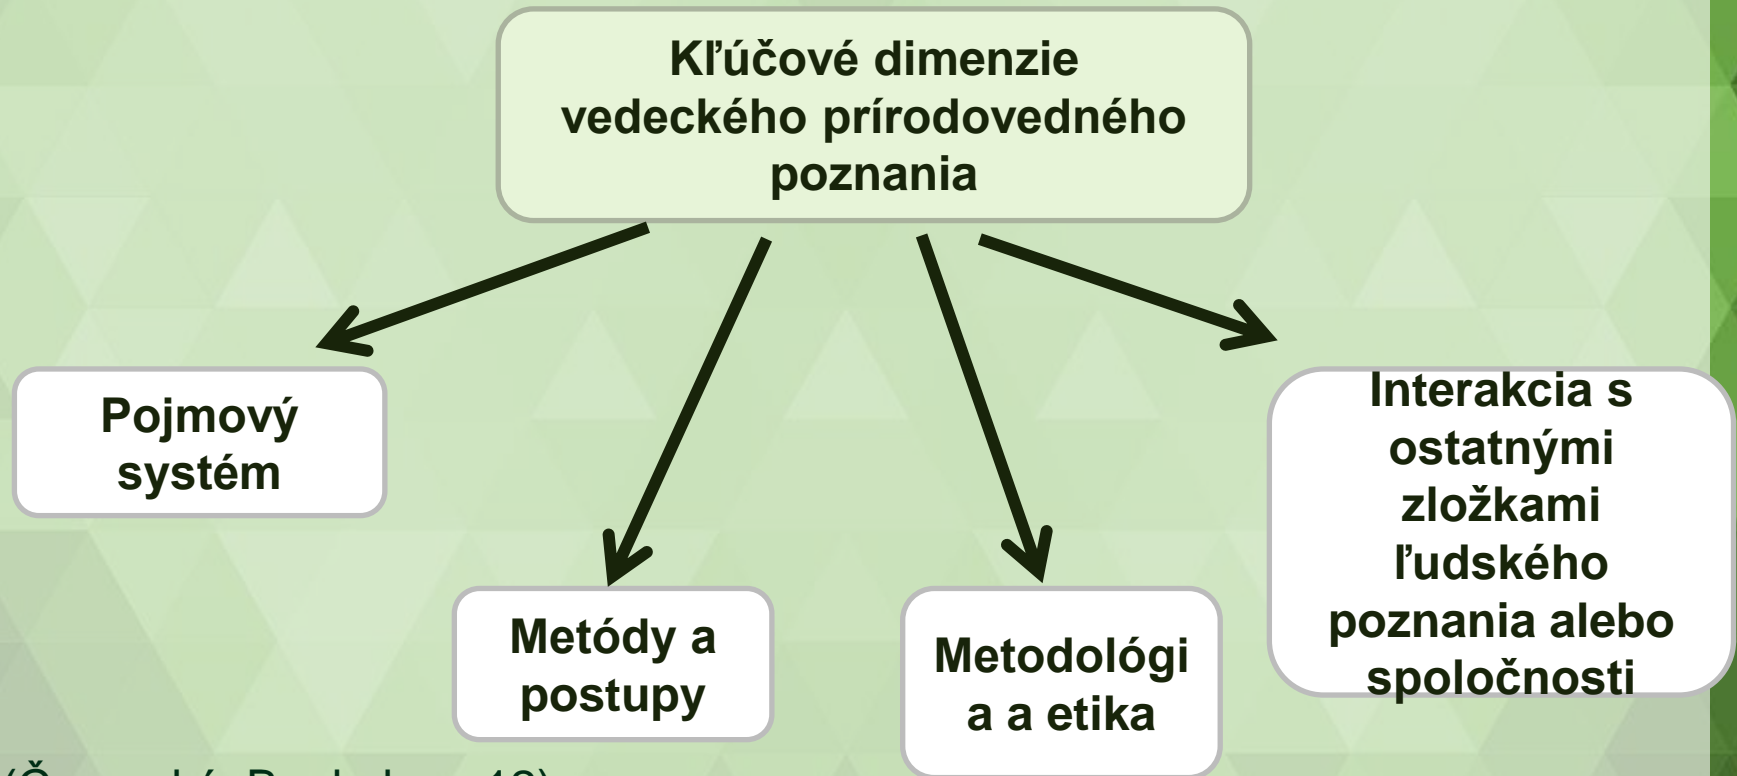 Kľúčové dimenzie
vedeckého prírodovedného
poznania
Pojmový
systém
Metódy a
postupy
Metodológi
a a etika
Interakcia s
ostatnými
zložkami
ľudského
poznania alebo
spoločnosti